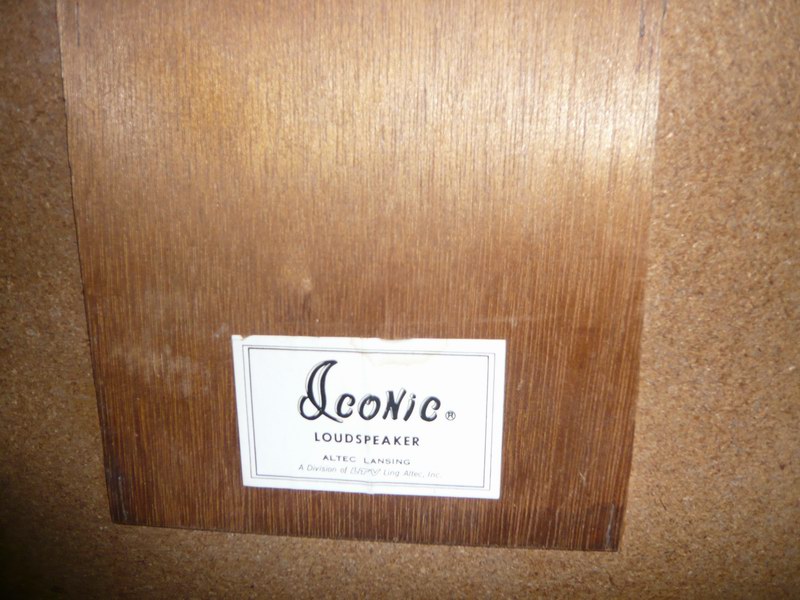 Iconic®
LOUDSPEAKER
ALTEC LANSING
A Division of Ling Altec, Inc.